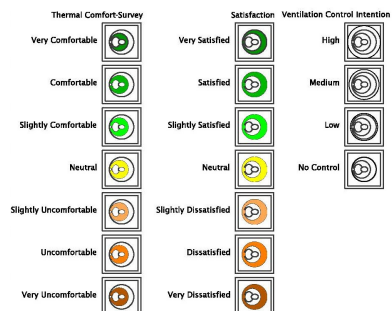 Thermal Comfort-Survey
Very Comfortable
Comfortable
Slightly Comfortable
Neutral
Slightly Uncomfortable
Uncomfortable
Very Uncomfortable
Satisfaction
Very Satisfied
Satisfied
Slightly Satisfied
Neutral
Slightly Dissatisfied
Dissatisfied
Very Dissatisfied
Ventilation Control Intention
High
Medium
Low
No Control